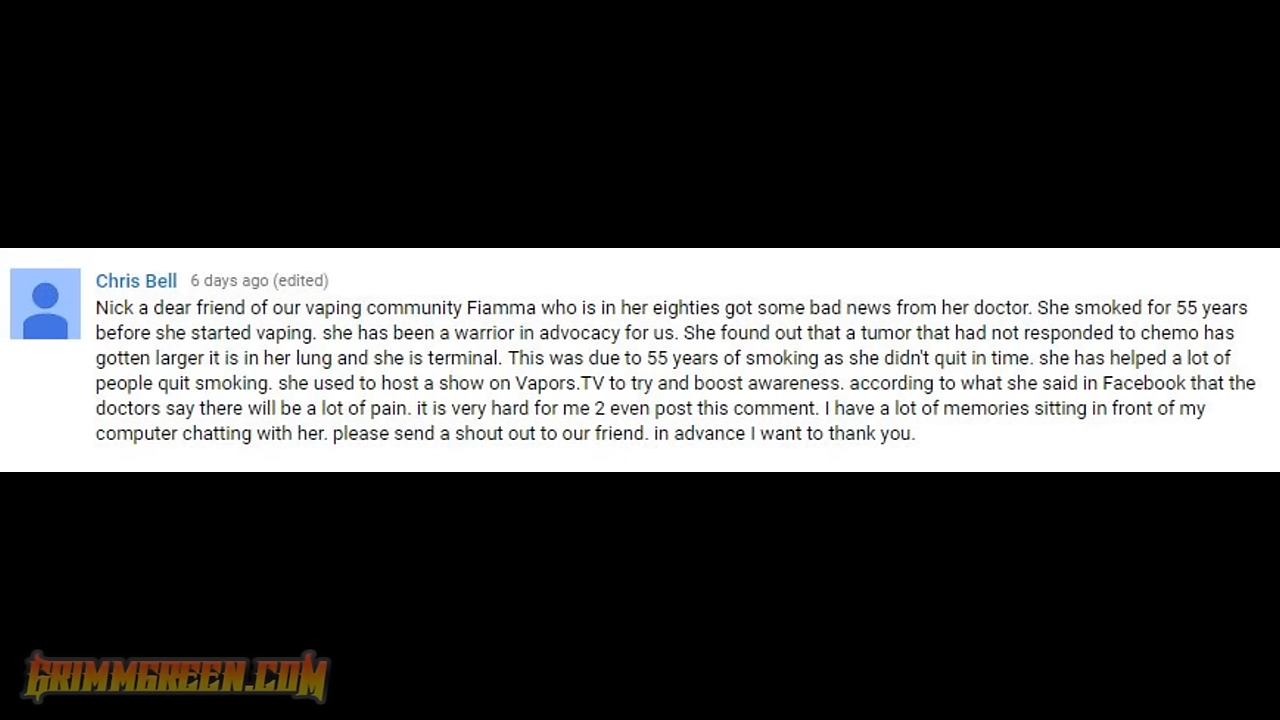 Chris Bell 6 days ago (edited)
Nick a dear friend of our vaping community Fiamma who is in her eighties got some bad news from her doctor. She smoked for 55 years
before she started vaping. she has been a warrior in advocacy for us. She found out that a tumor that had not responded to chemo has
gotten larger it is in her lung and she is terminal. This was due to 55 years of smoking as she didn't quit in time. she has helped a lot of
people quit smoking. she used to host a show on Vapors.TV to try and boost awareness. according to what she said in Facebook that the
doctors say there will be a lot of pain. it is very hard for me 2 even post this comment. I have a lot of memories sitting in front of my
computer chatting with her. please send a shout out to our friend. in advance I want to thank you.
GRIMMGREEN.COM